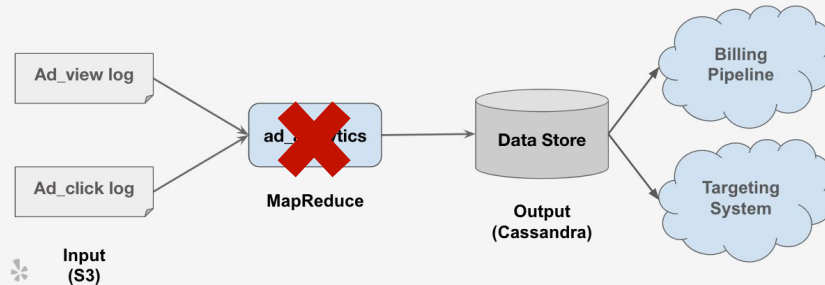 Ad_view log
Ad_click log
Input
(S3)
MapReduce
Data Store
Output
(Cassandra)
Billing
Pipeline
Targeting
System